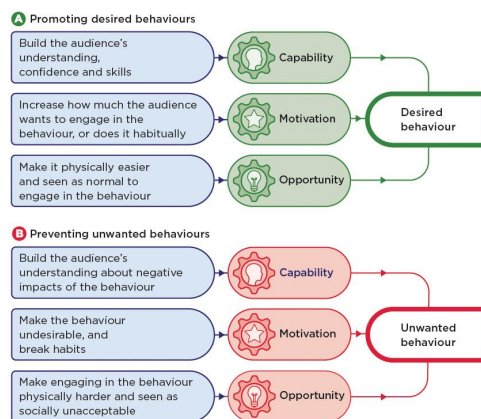 A Promoting desired behaviours
Build the audience's
understanding,
confidence and skills
Capability
Increase how much the audience
wants to engage in the
behaviour, or does it habitually
Motivation
Desired
behaviour
Make it physically easier
and seen as normal to
engage in the behaviour
Opportunity
B Preventing unwanted behaviours
Build the audience's
understanding about negative
impacts of the behaviour
Capability
Make the behaviour
undesirable, and
break habits
Motivation
Unwanted
behaviour
Make engaging in the behaviour
physically harder and seen as
socially unacceptable
Opportunity